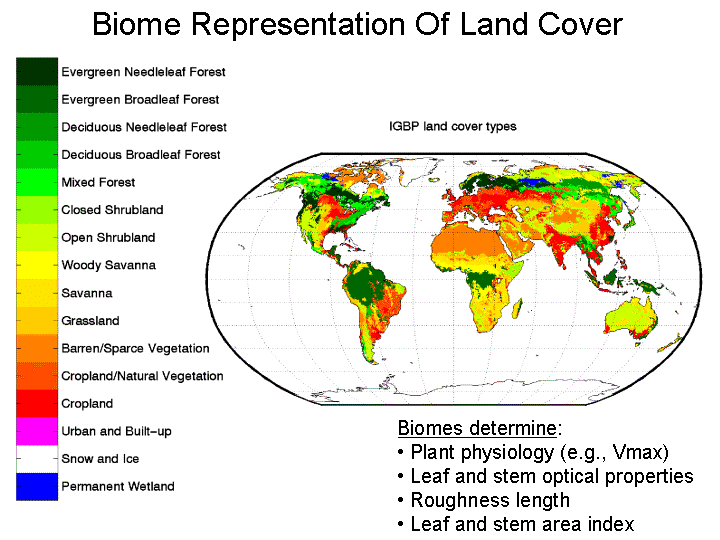 Biome Representation Of Land Cover
Evergreen Needleleaf Forest
Evergreen Broadleaf Forest
Deciduous Needleleaf Forest
Deciduous Broadleaf Forest
Mixed Forest
Closed Shrubland
Open Shrubland
Woody Savanna
Savanna
Grassland
Barren/Sparce Vegetation
Cropland/Natural Vegetation
Cropland
Urban and Built-up
Snow and Ice
Permanent Wetland
IGBP land cover types
Biomes determine:
• Plant physiology (e.g., Vmax)
• Leaf and stem optical properties
• Roughness length
• Leaf and stem area index